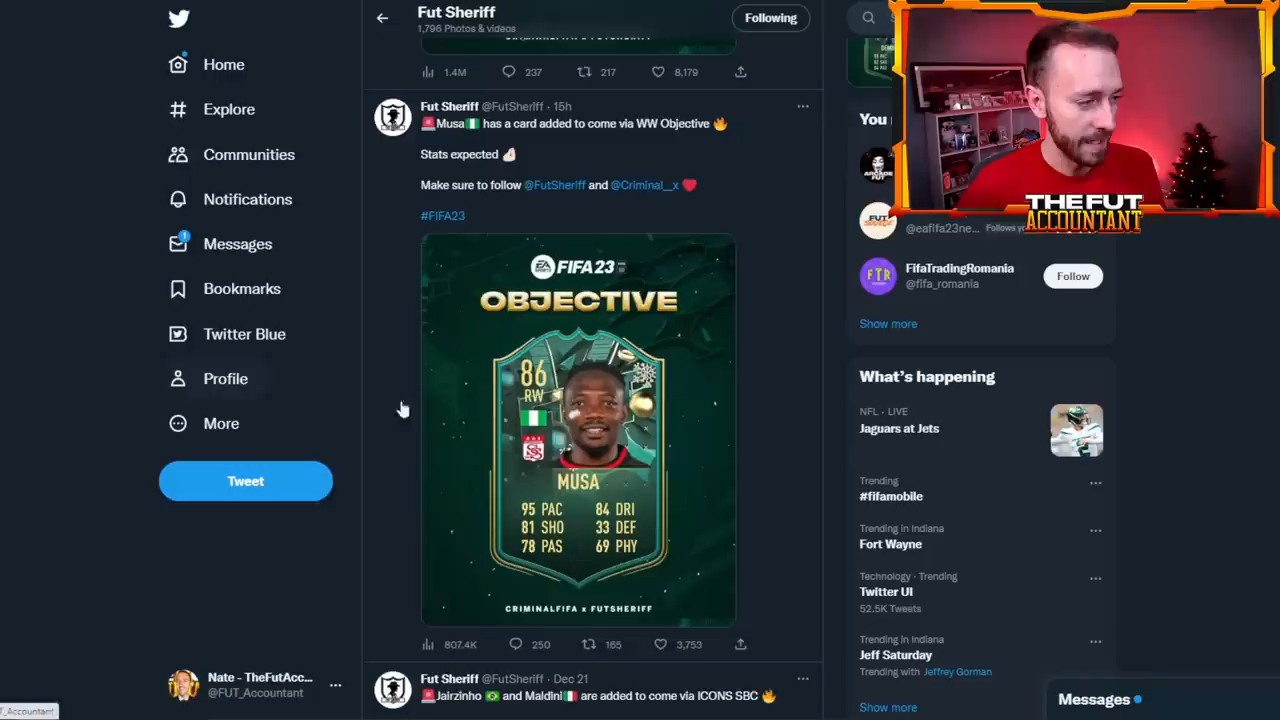 Home
Explore
Communities
Notifications
Messages
Bookmarks
Twitter Blue
Profile
More
Tweet
Nate - TheFutAcc...
@FUT_Accountant
Fut Sheriff
1,796 Photos & videos
Following
1.4M 237 217 8,179
Fut Sheriff @FutSheriff · 15h
Musa has a card added to come via WW Objective
Stats expected
Make sure to follow @FutSheriff and @Criminal__x
#FIFA23
EA SPORTS FIFA 23
OBJECTIVE
86
RW
MUSA
95 PAC 84 DRI
81 SHO 33 DEF
78 PAS 69 PHY
CRIMINALFIFA x FUTSHERIFF
807.4K 250 165 3,753
Fut Sheriff @FutSheriff · Dec 21
Jairzinho and Maldini are added to come via ICONS SBC
THE FUT
ACCOUNTANT
@eafifa23ne...
FifaTradingRomania
@fifa_romania
Follow
Show more
What's happening
NFL · LIVE
Jaguars at Jets
Trending
#fifamobile
Trending in Indiana
Fort Wayne
Technology · Trending
Twitter UI
52.5K Tweets
Trending in Indiana
Jeff Saturday
Trending with Jeffrey Gorman
Show more
Messages